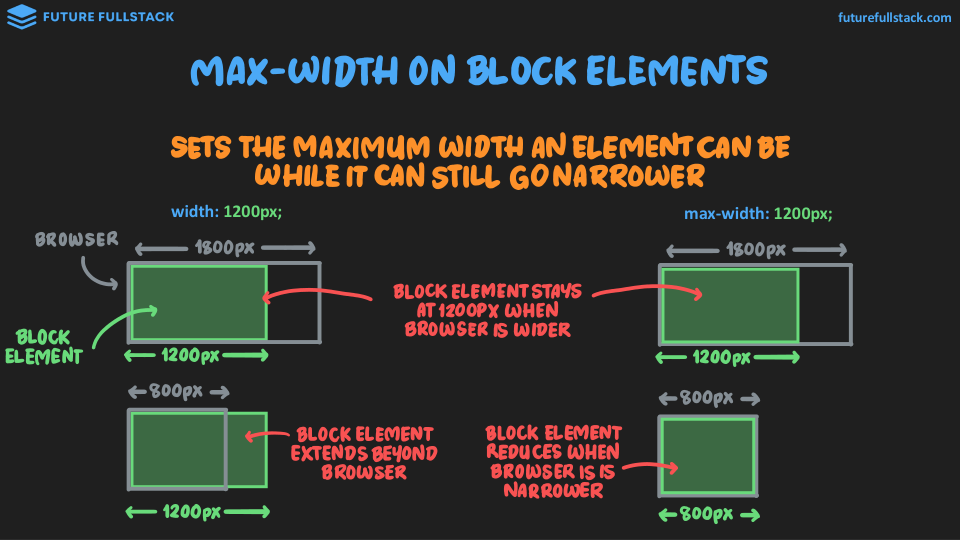 FUTURE FULLSTACK
futurefullstack.com
MAX-WIDTH ON BLOCK ELEMENTS
SETS THE MAXIMUM WIDTH AN ELEMENT CAN BE
WHILE IT CAN STILL GO NARROWER
width: 1200px;
max-width: 1200px;
BROWSER
1800PX
1800PX
BLOCK ELEMENT STAYS
AT 1200PX WHEN
BROWSER IS WIDER
BLOCK
ELEMENT
1200PX
1200PX
800PX
800PX
BLOCK ELEMENT
EXTENDS BEYOND
BROWSER
BLOCK ELEMENT
REDUCES WHEN
BROWSER IS IS
NARROWER
1200PX
800PX